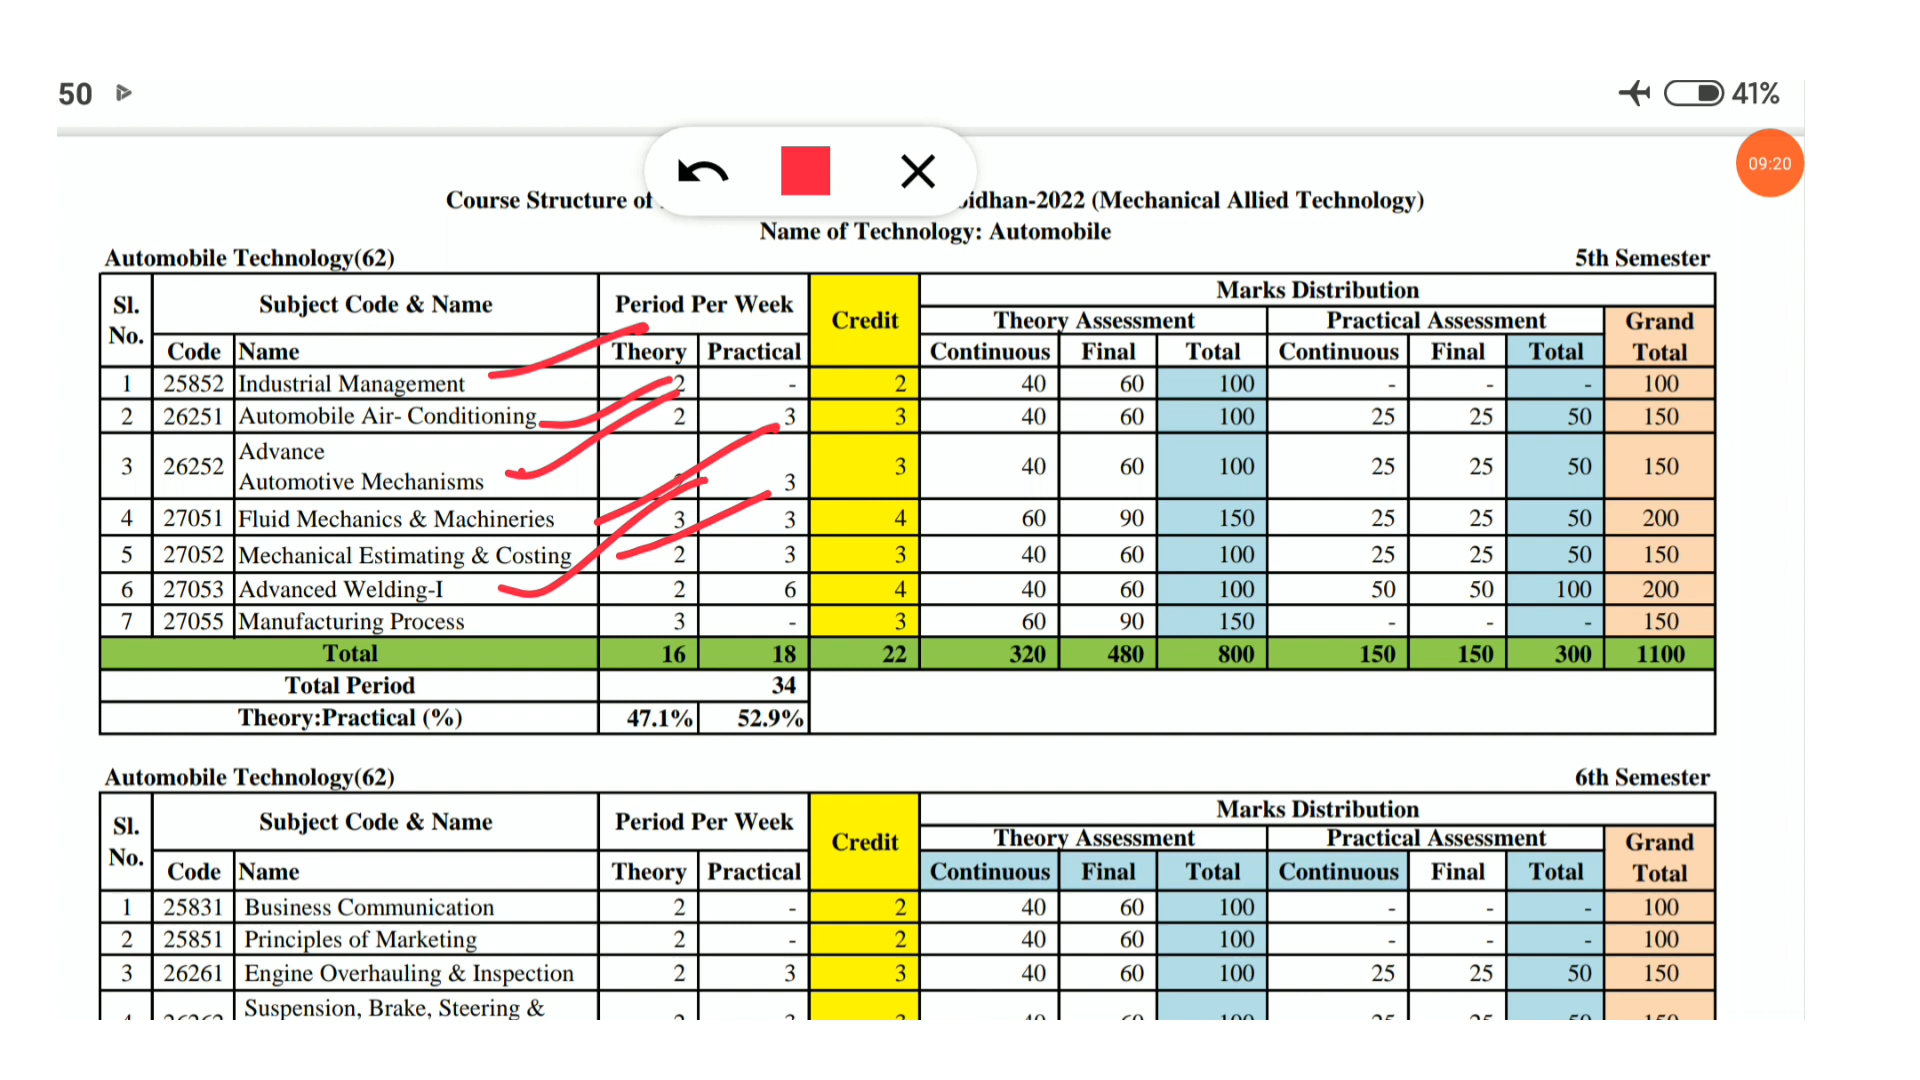 50 41%
09:20
Course Structure of idhan-2022 (Mechanical Allied Technology)
Name of Technology: Automobile
Automobile Technology(62) 5th Semester
Sl. No. Subject Code & Name Period Per Week Credit Marks Distribution
Theory Assessment Practical Assessment Grand Total
Code Name Theory Practical Continuous Final Total Continuous Final Total
1 25852 Industrial Management 2 - 2 40 60 100 - - - 100
2 26251 Automobile Air- Conditioning 2 3 3 40 60 100 25 25 50 150
3 26252 Advance Automotive Mechanisms 3 3 40 60 100 25 25 50 150
4 27051 Fluid Mechanics & Machineries 3 3 4 60 90 150 25 25 50 200
5 27052 Mechanical Estimating & Costing 2 3 3 40 60 100 25 25 50 150
6 27053 Advanced Welding-I 2 6 4 40 60 100 50 50 100 200
7 27055 Manufacturing Process 3 - 3 60 90 150 - - - 150
Total 16 18 22 320 480 800 150 150 300 1100
Total Period 34
Theory:Practical (%) 47.1% 52.9%
Automobile Technology(62) 6th Semester
Sl. No. Subject Code & Name Period Per Week Credit Marks Distribution
Theory Assessment Practical Assessment Grand Total
Code Name Theory Practical Continuous Final Total Continuous Final Total
1 25831 Business Communication 2 - 2 40 60 100 - - - 100
2 25851 Principles of Marketing 2 - 2 40 60 100 - - - 100
3 26261 Engine Overhauling & Inspection 2 3 3 40 60 100 25 25 50 150
Suspension, Brake, Steering &